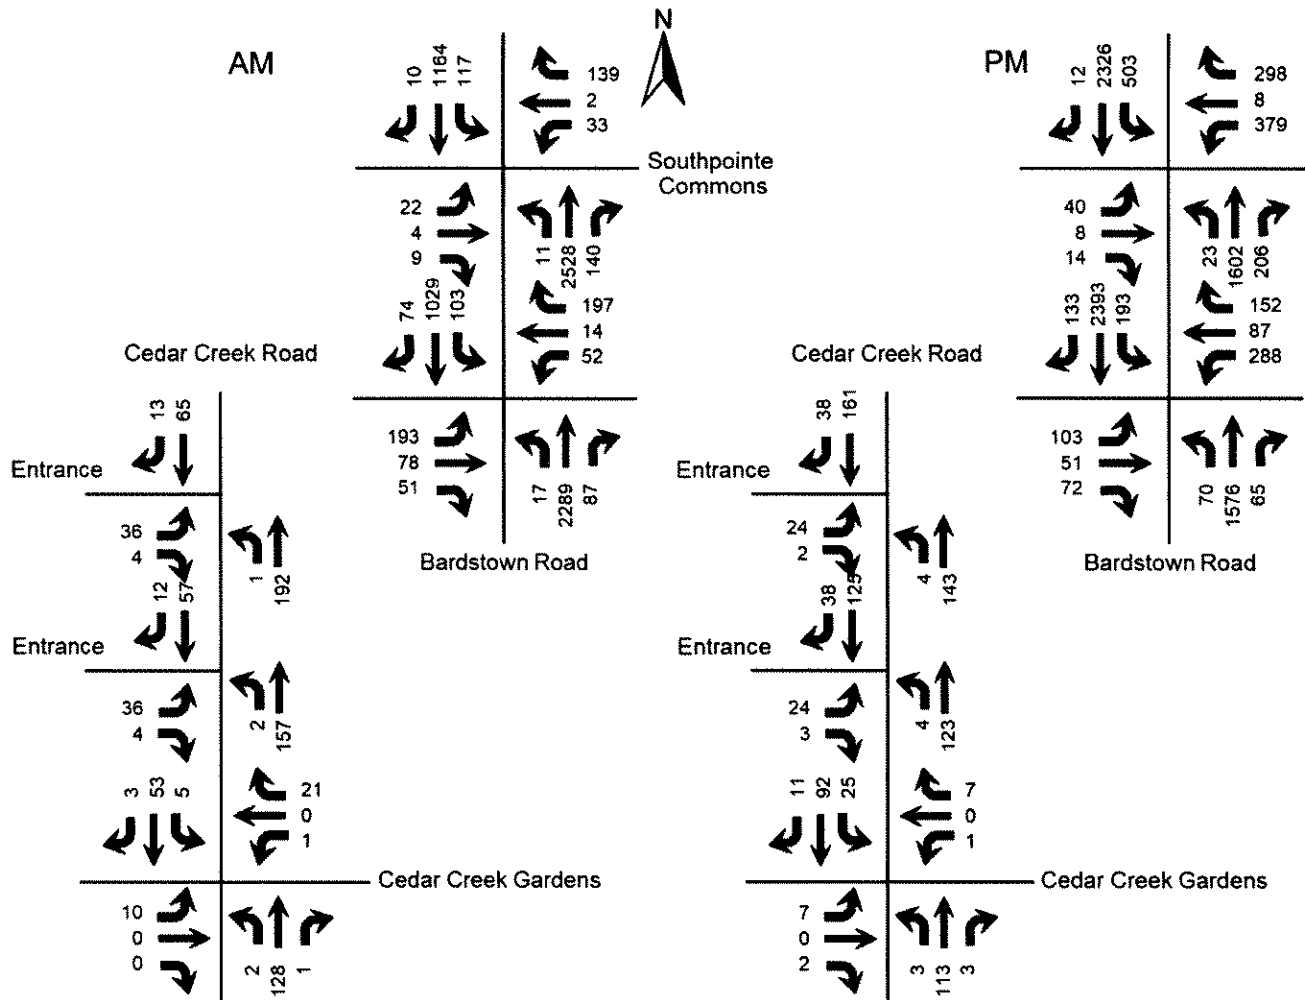 N
AM
10 1164 117
139
2
33
Southpointe
Commons
22
4
9
11 2528 140
74 1029 103
197
14
52
Cedar Creek Road
193
78
51
17 2289 87
Bardstown Road
13 65
Entrance
36
4
1 192
12 57
Entrance
36
4
2 157
3 53 5
21
0
1
Cedar Creek Gardens
10
0
0
2 128 1
PM
12 2326 503
298
8
379
40
8
14
23 1602 206
133 2393 193
152
87
288
Cedar Creek Road
103
51
72
70 1576 65
Bardstown Road
38 161
Entrance
24
2
4 143
38 125
Entrance
24
3
4 123
11 92 25
7
0
1
Cedar Creek Gardens
7
0
2
3 113 3